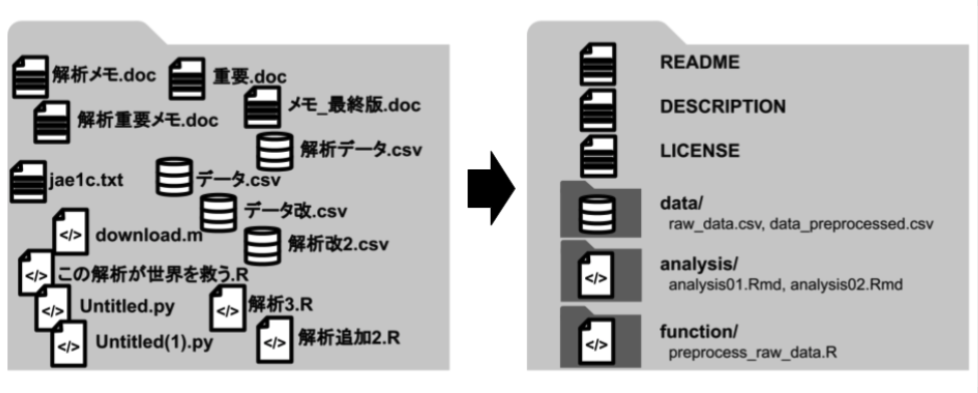 解析メモ.doc
重要.doc
メモ_最終版.doc
解析重要メモ.doc
解析データ.csv
jae1c.txt
データ.csv
データ改.csv
download.m
解析改2.csv
この解析が世界を救う.R
Untitled.py
解析3.R
Untitled(1).py
解析追加2.R
README
DESCRIPTION
LICENSE
data/
raw_data.csv, data_preprocessed.csv
analysis/
analysis01.Rmd, analysis02.Rmd
function/
preprocess_raw_data.R